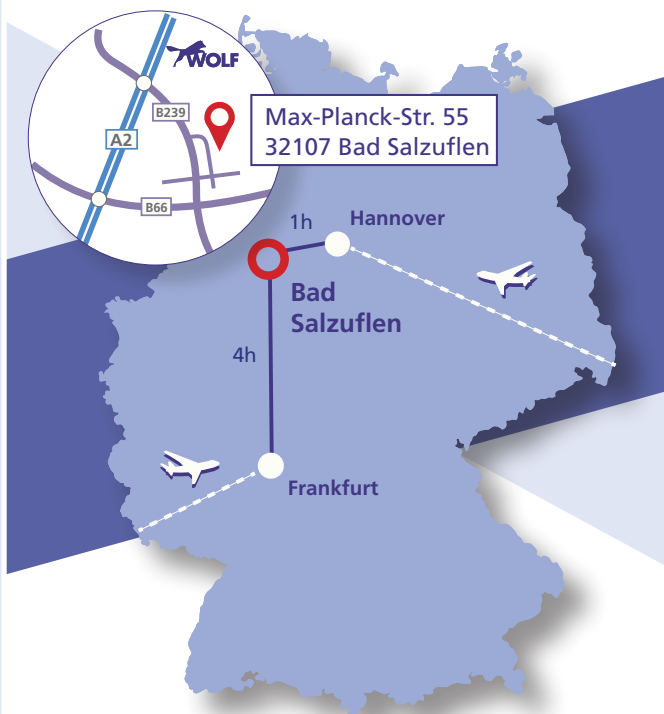 WOLF
B239
A2
B66
Max-Planck-Str. 55
32107 Bad Salzuflen
1h
Hannover
Bad
Salzuflen
4h
Frankfurt